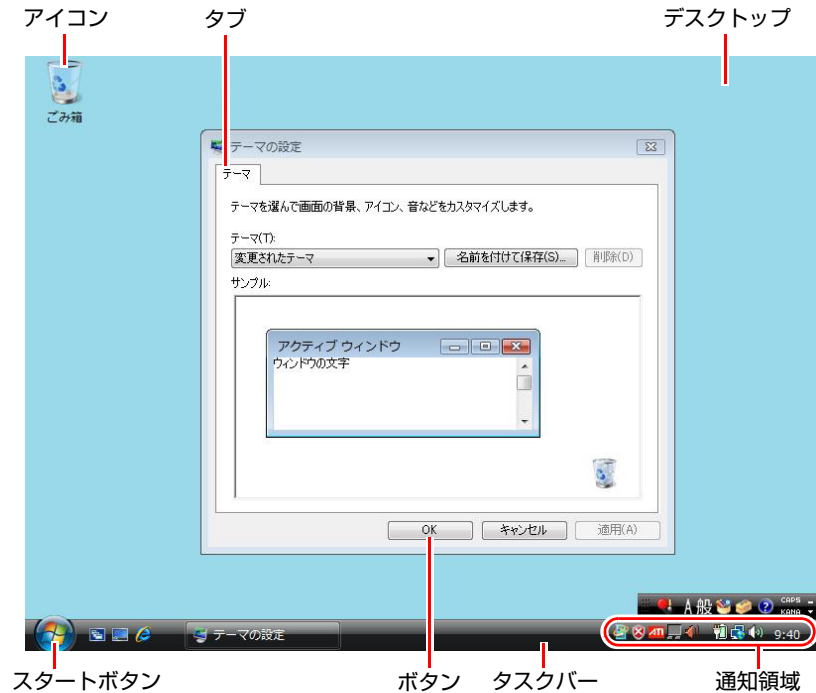 アイコン
タブ
デスクトップ
ごみ箱
テーマの設定
テーマ
テーマを選んで画面の背景、アイコン、音などをカスタマイズします。
テーマ(T):
変更されたテーマ
名前を付けて保存(S)...
削除(D)
サンプル:
アクティブ ウィンドウ
ウィンドウの文字
OK
キャンセル
適用(A)
A 般
CAPS
KANA
テーマの設定
ATI
9:40
スタートボタン
ボタン
タスクバー
通知領域